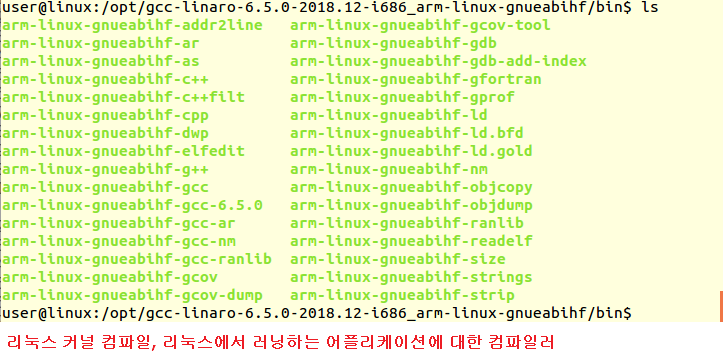 user@linux:/opt/gcc-linaro-6.5.0-2018.12-i686_arm-linux-gnueabihf/bin$ ls
arm-linux-gnueabihf-addr2line arm-linux-gnueabihf-gcov-tool
arm-linux-gnueabihf-ar arm-linux-gnueabihf-gdb
arm-linux-gnueabihf-as arm-linux-gnueabihf-gdb-add-index
arm-linux-gnueabihf-c++ arm-linux-gnueabihf-gfortran
arm-linux-gnueabihf-c++filt arm-linux-gnueabihf-gprof
arm-linux-gnueabihf-cpp arm-linux-gnueabihf-ld
arm-linux-gnueabihf-dwp arm-linux-gnueabihf-ld.bfd
arm-linux-gnueabihf-elfedit arm-linux-gnueabihf-ld.gold
arm-linux-gnueabihf-g++ arm-linux-gnueabihf-nm
arm-linux-gnueabihf-gcc arm-linux-gnueabihf-objcopy
arm-linux-gnueabihf-gcc-6.5.0 arm-linux-gnueabihf-objdump
arm-linux-gnueabihf-gcc-ar arm-linux-gnueabihf-ranlib
arm-linux-gnueabihf-gcc-nm arm-linux-gnueabihf-readelf
arm-linux-gnueabihf-gcc-ranlib arm-linux-gnueabihf-size
arm-linux-gnueabihf-gcov arm-linux-gnueabihf-strings
arm-linux-gnueabihf-gcov-dump arm-linux-gnueabihf-strip
user@linux:/opt/gcc-linaro-6.5.0-2018.12-i686_arm-linux-gnueabihf/bin$
리눅스 커널 컴파일, 리눅스에서 러닝하는 어플리케이션에 대한 컴파일러